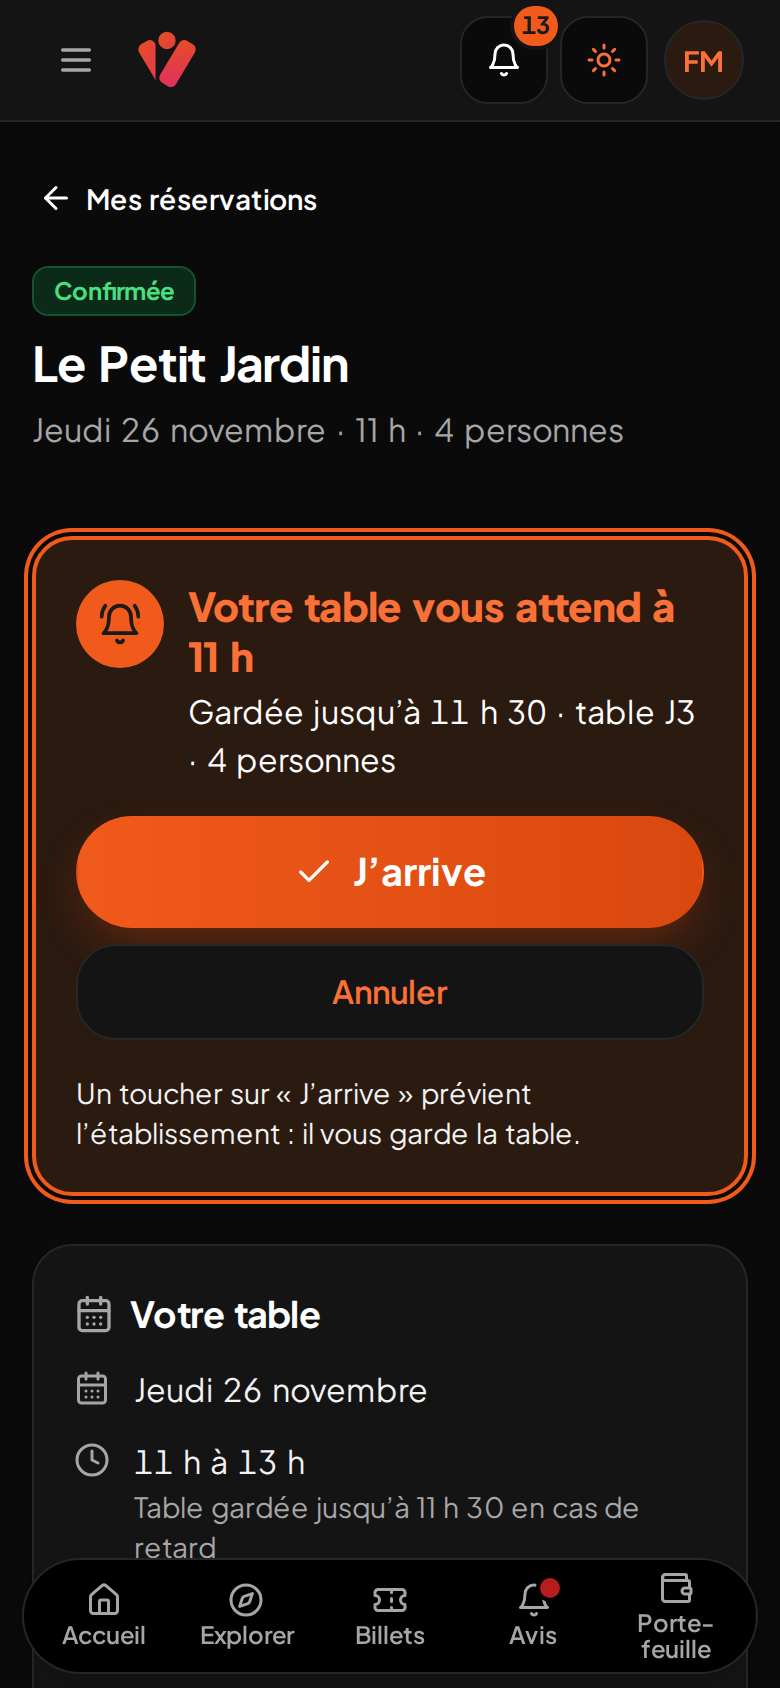 13
FM
Mes réservations
Confirmée
Le Petit Jardin
Jeudi 26 novembre · 11 h · 4 personnes
Votre table vous attend à
11 h
Gardée jusqu’à 11 h 30 · table J3
· 4 personnes
J’arrive
Annuler
Un toucher sur « J’arrive » prévient
l’établissement : il vous garde la table.
Votre table
Jeudi 26 novembre
11 h à 13 h
Table gardée jusqu’à 11 h 30 en cas de
retard
Accueil
Explorer
Billets
Avis
Porte-
feuille